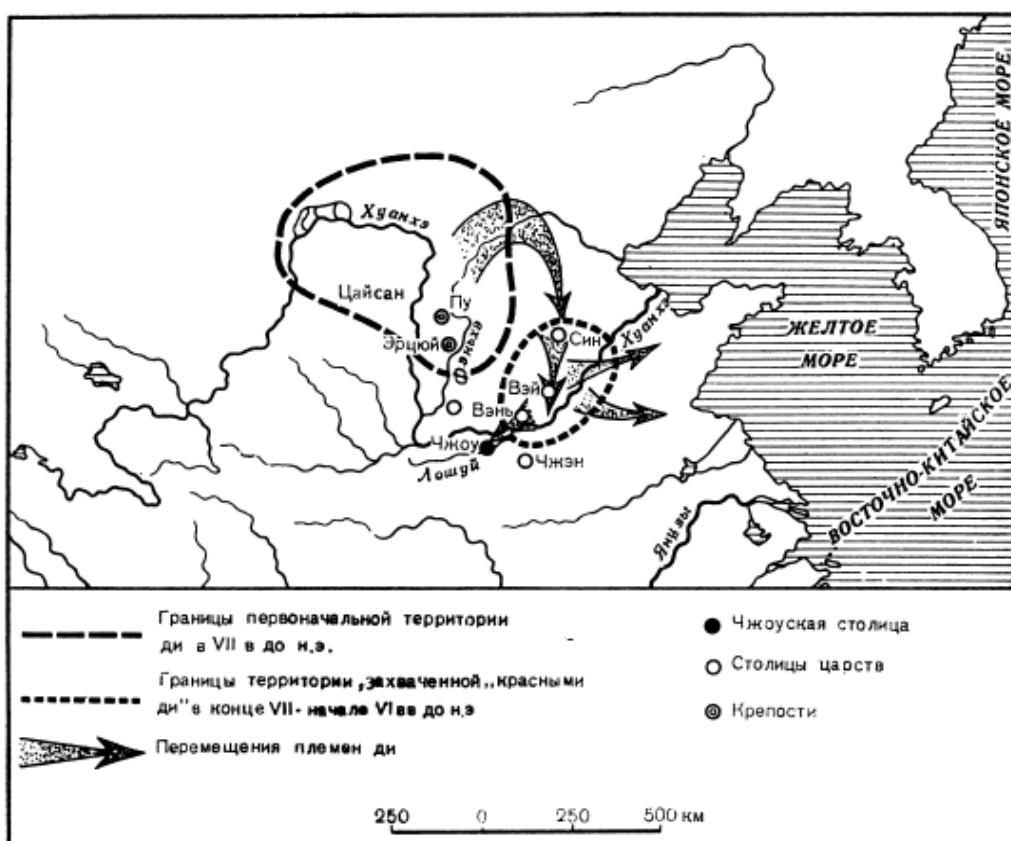 ЯПОНСКОЕ МОРЕ
Хуанхэ
Цайсан
Пу
Эрцюй
Фэньхэ
Син
Хуанхэ
ЖЕЛТОЕ
МОРЕ
Вэй
Вэнь
Чжоу
Лошуй
Чжэн
Янцзы
ВОСТОЧНО-КИТАЙСКОЕ
МОРЕ
Границы первоначальной территории
ди в VII в до н.э.
Границы территории, захваченной „красными
ди" в конце VII- начале VI вв до н.э
Перемещения племен ди
Чжоуская столица
Столицы царств
Крепости
250 0 250 500 км